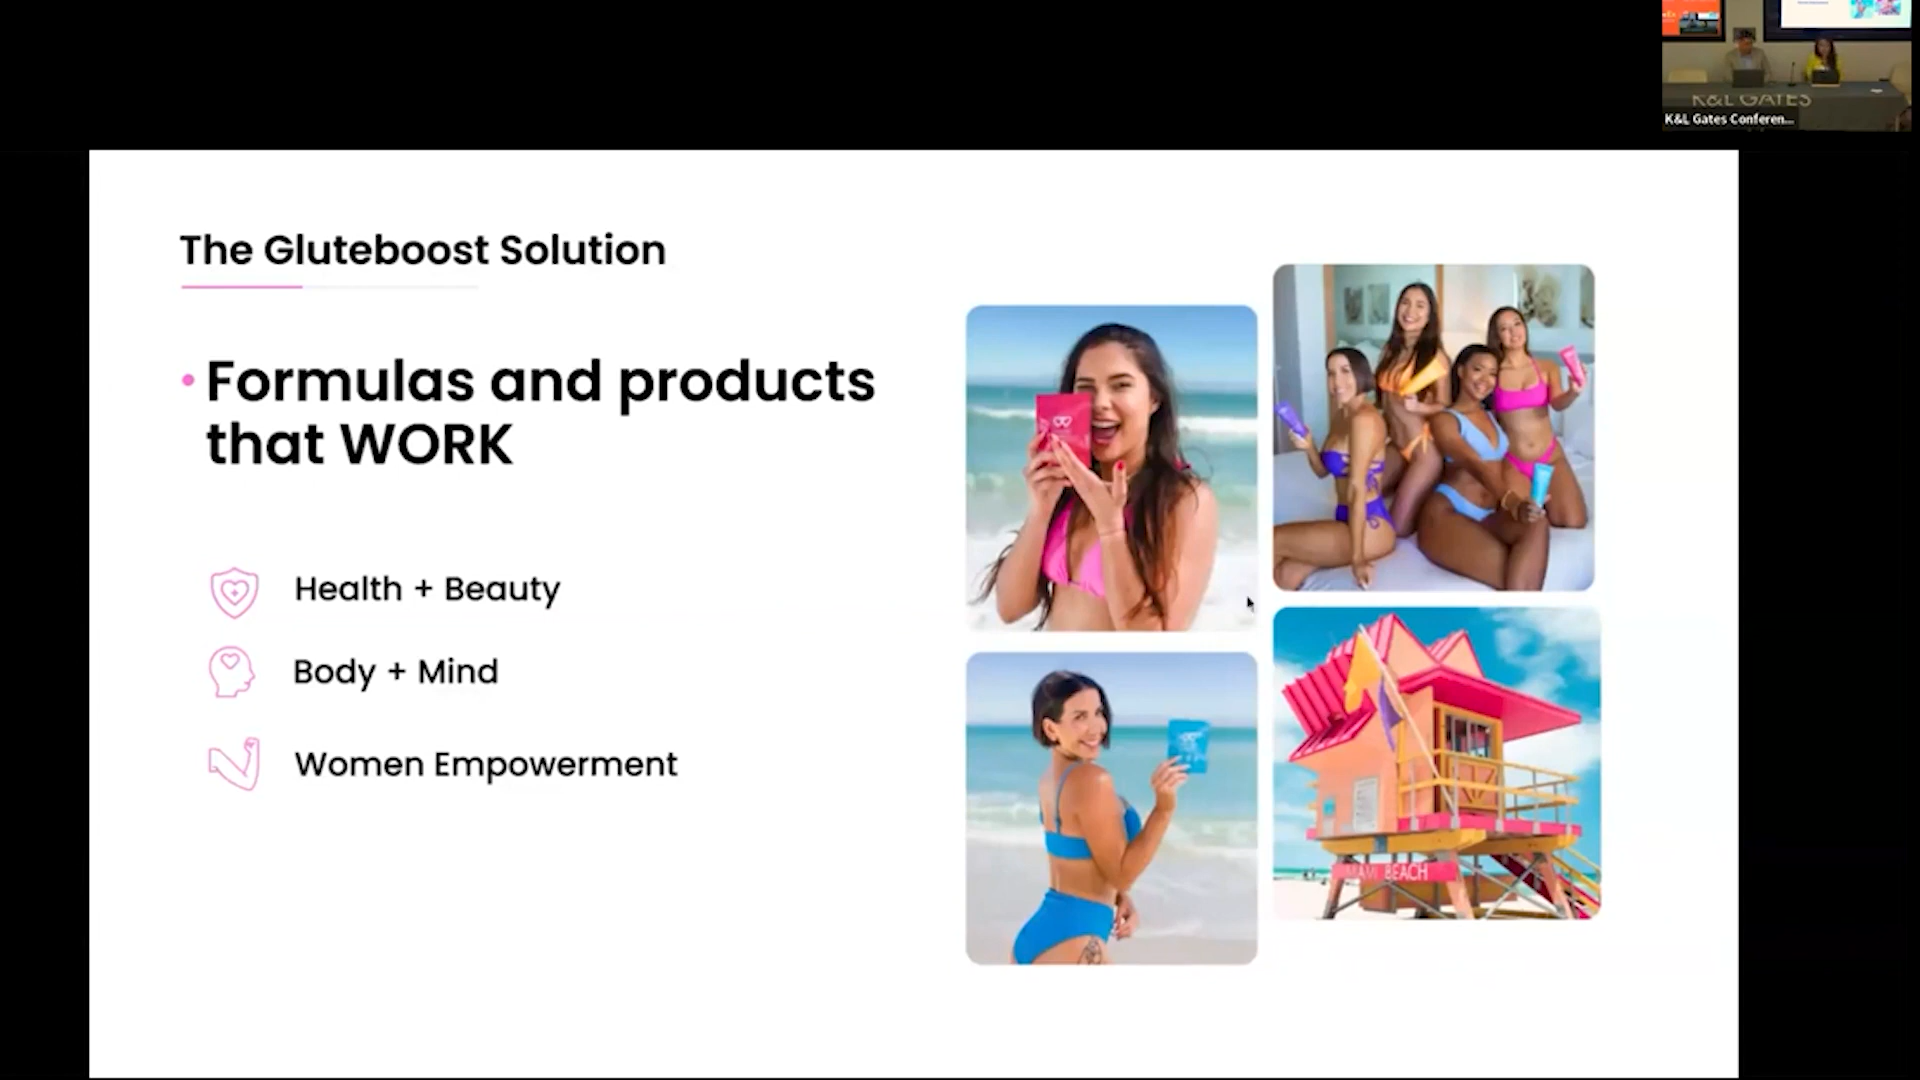 K&L GATES
K&L Gates Conferen...
The Gluteboost Solution
• Formulas and products
that WORK
Health + Beauty
Body + Mind
Women Empowerment
MIAMI BEACH